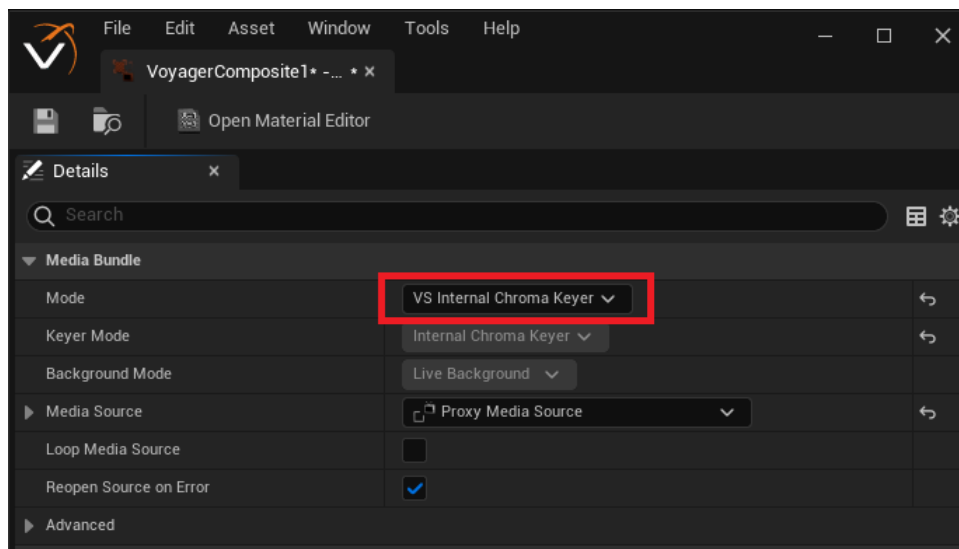 File Edit Asset Window Tools Help
VoyagerComposite1* -... * ×
Open Material Editor
Details
Search
Media Bundle
Mode VS Internal Chroma Keyer
Keyer Mode Internal Chroma Keyer
Background Mode Live Background
Media Source Proxy Media Source
Loop Media Source
Reopen Source on Error
Advanced